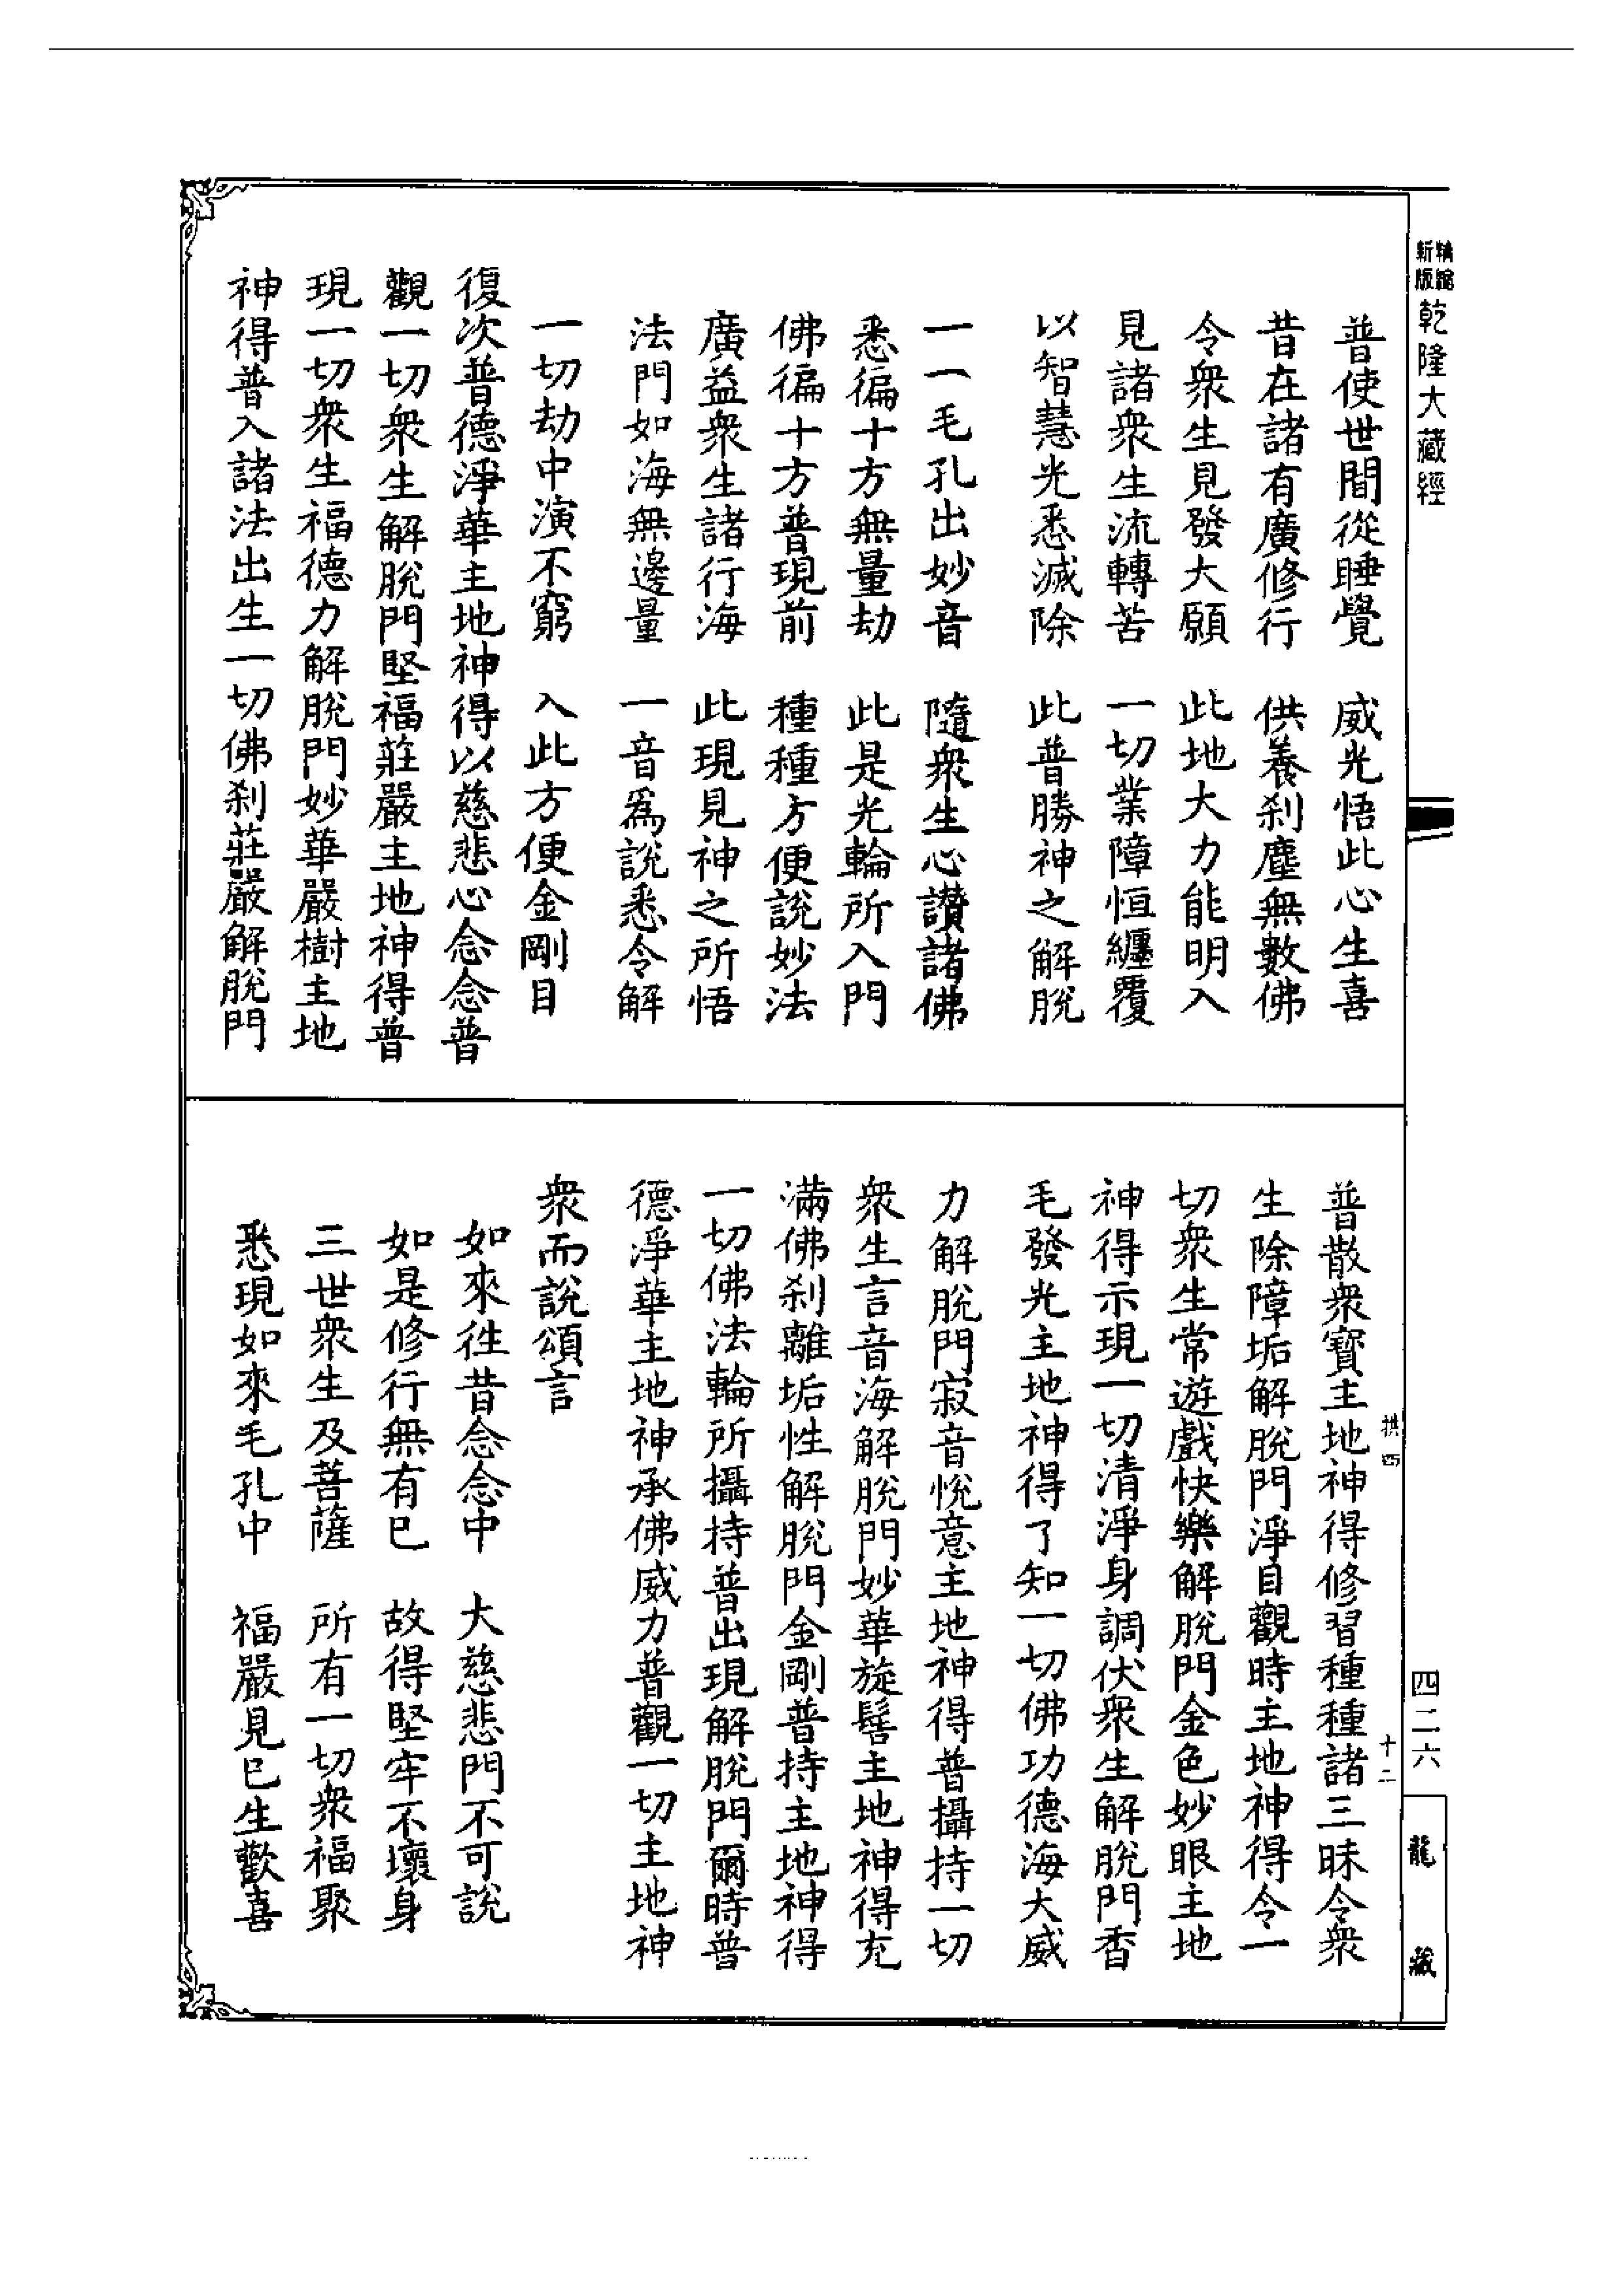 新版精縮
乾隆大藏經
普使世間從睡覺　威光悟此心生喜
昔在諸有廣修行　供養刹塵無數佛
令衆生見發大願　此地大力能明入
見諸衆生流轉苦　一切業障恒纏覆
以智慧光悉滅除　此普勝神之解脫
一一毛孔出妙音　隨衆生心讚諸佛
悉徧十方無量劫　此是光輪所入門
佛徧十方普現前　種種方便說妙法
廣益衆生諸行海　此現見神之所悟
法門如海無邊量　一音爲說悉令解
一切劫中演不窮　入此方便金剛目
復次普德淨華主地神得以慈悲心念念普
觀一切衆生解脫門堅福莊嚴主地神得普
現一切衆生福德力解脫門妙華嚴樹主地
神得普入諸法出生一切佛刹莊嚴解脫門
普散衆寶主地神得修習種種諸三昧令衆
生除障垢解脫門淨目觀時主地神得令一
切衆生常遊戲快樂解脫門金色妙眼主地
神得示現一切清淨身調伏衆生解脫門香
毛發光主地神得了知一切佛功德海大威
力解脫門寂音悅意主地神得普攝持一切
衆生言音海解脫門妙華旋髻主地神得充
滿佛刹離垢性解脫門金剛普持主地神得
一切佛法輪所攝持普出現解脫門爾時普
德淨華主地神承佛威力普觀一切主地神
衆而說頌言
如來徃昔念念中　大慈悲門不可說
如是修行無有已　故得堅牢不壞身
三世衆生及菩薩　所有一切衆福聚
悉現如來毛孔中　福嚴見已生歡喜
拱四
十二
四二六
龍藏